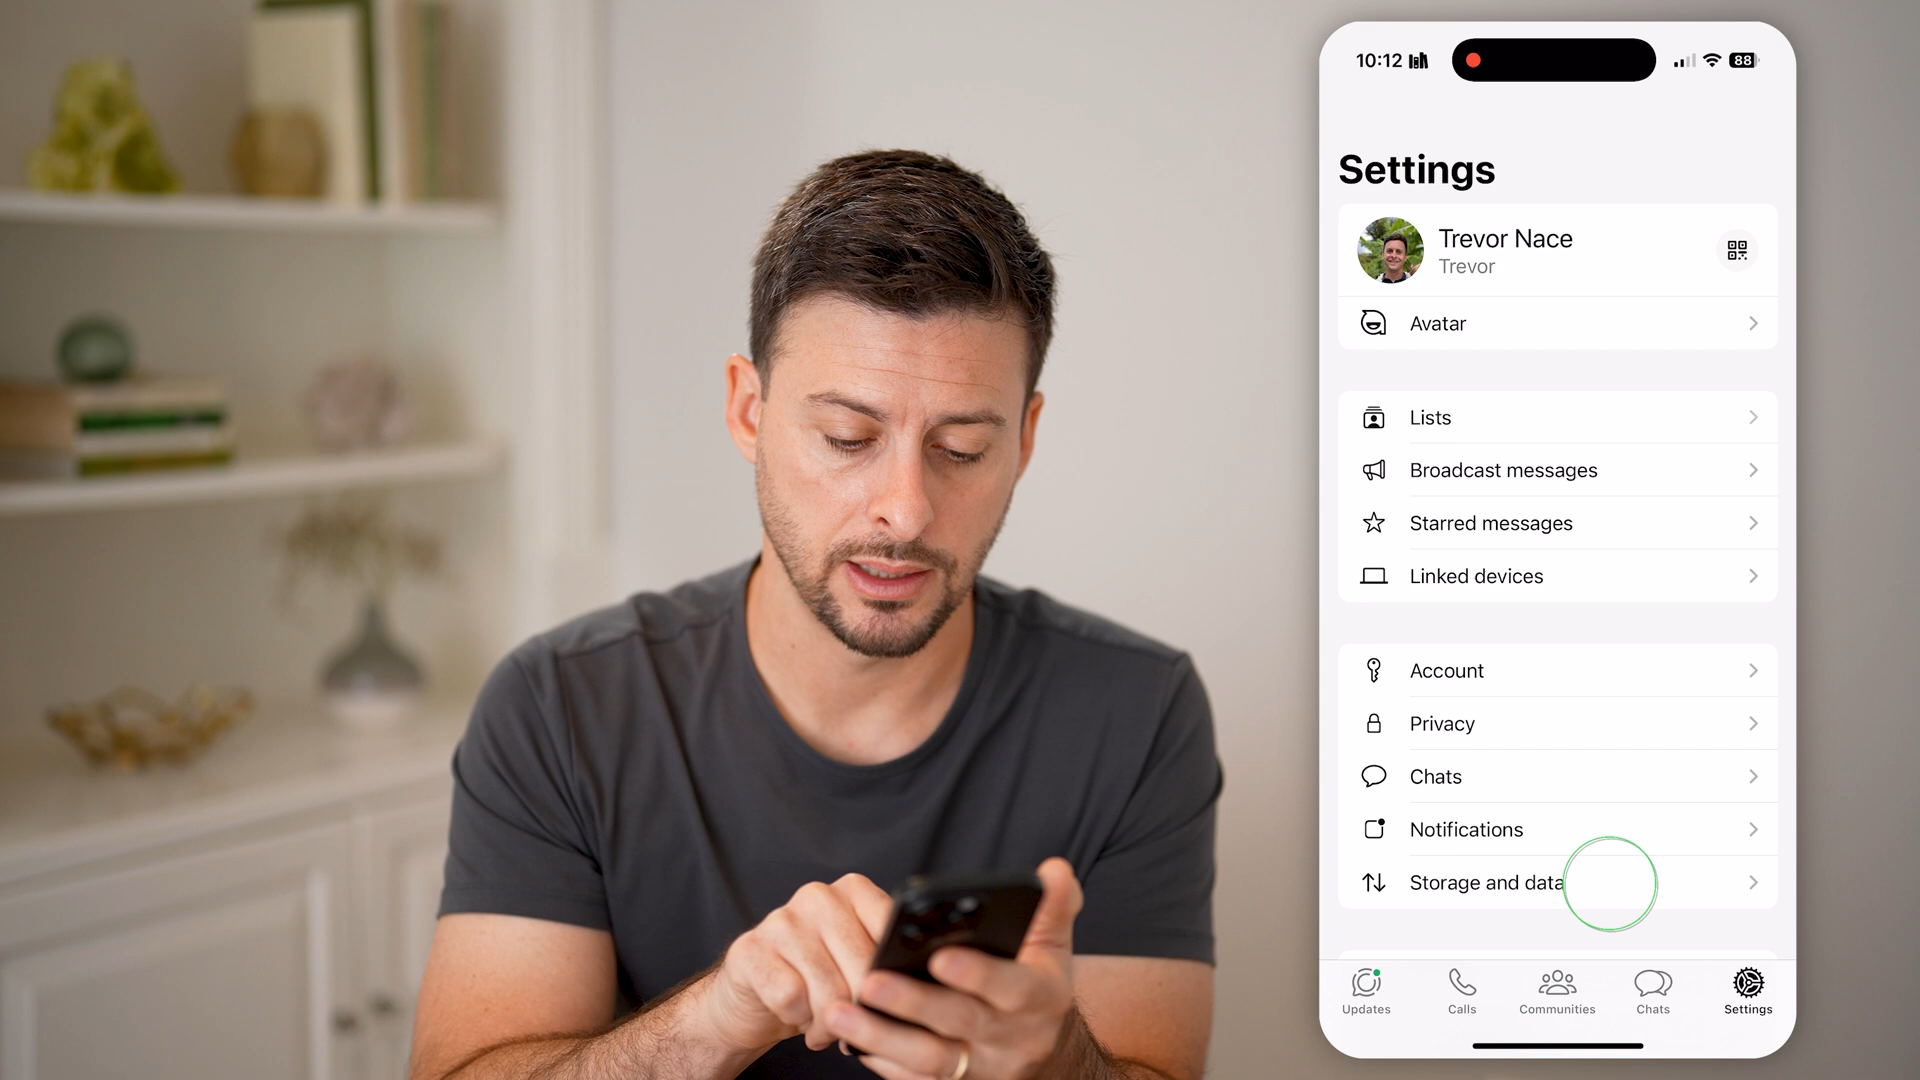 10:12
88
Settings
Trevor Nace
Trevor
Avatar
Lists
Broadcast messages
Starred messages
Linked devices
Account
Privacy
Chats
Notifications
Storage and data
Updates
Calls
Communities
Chats
Settings